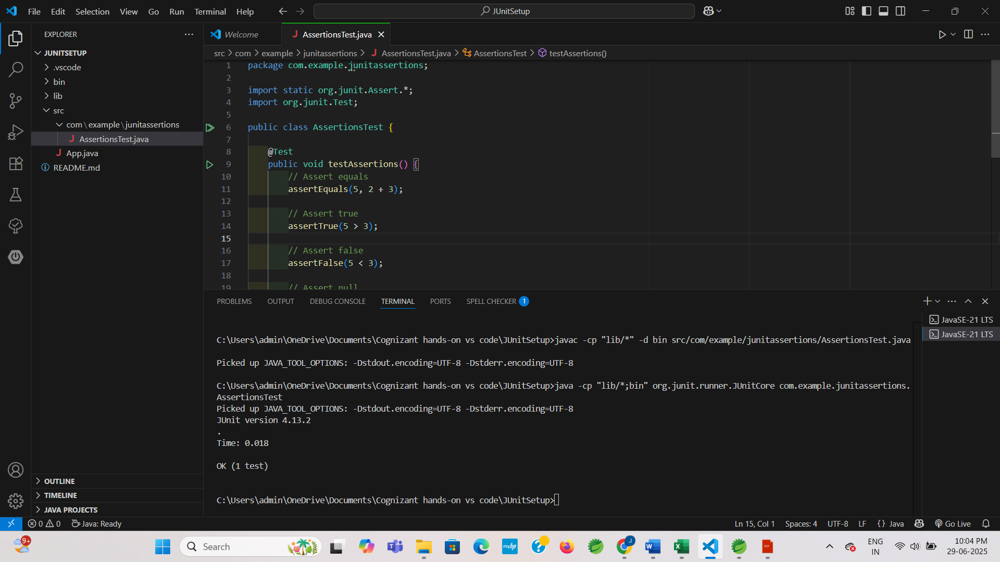 File Edit Selection View Go Run Terminal Help
JUnitSetup
EXPLORER
JUNITSETUP
.vscode
bin
lib
src
com\example\junitassertions
AssertionsTest.java
App.java
README.md
OUTLINE
TIMELINE
JAVA PROJECTS
Welcome
AssertionsTest.java
src > com > example > junitassertions > AssertionsTest.java > AssertionsTest > testAssertions()
1 package com.example.junitassertions;
2
3 import static org.junit.Assert.*;
4 import org.junit.Test;
5
6 public class AssertionsTest {
7
8 @Test
9 public void testAssertions() {
10 // Assert equals
11 assertEquals(5, 2 + 3);
12
13 // Assert true
14 assertTrue(5 > 3);
15
16 // Assert false
17 assertFalse(5 < 3);
18
19 // Assert null
PROBLEMS OUTPUT DEBUG CONSOLE TERMINAL PORTS SPELL CHECKER 1
C:\Users\admin\OneDrive\Documents\Cognizant hands-on vs code\JUnitSetup>javac -cp "lib/*" -d bin src/com/example/junitassertions/AssertionsTest.java
Picked up JAVA_TOOL_OPTIONS: -Dstdout.encoding=UTF-8 -Dstderr.encoding=UTF-8
C:\Users\admin\OneDrive\Documents\Cognizant hands-on vs code\JUnitSetup>java -cp "lib/*;bin" org.junit.runner.JUnitCore com.example.junitassertions.
AssertionsTest
Picked up JAVA_TOOL_OPTIONS: -Dstdout.encoding=UTF-8 -Dstderr.encoding=UTF-8
JUnit version 4.13.2
.
Time: 0.018
OK (1 test)
C:\Users\admin\OneDrive\Documents\Cognizant hands-on vs code\JUnitSetup>
JavaSE-21 LTS
JavaSE-21 LTS
0 0 Java: Ready
Ln 15, Col 1 Spaces: 4 UTF-8 LF {} Java Go Live
9+
Search
myhp
J
W
X
PDF
ENG
IN
10:04 PM
29-06-2025